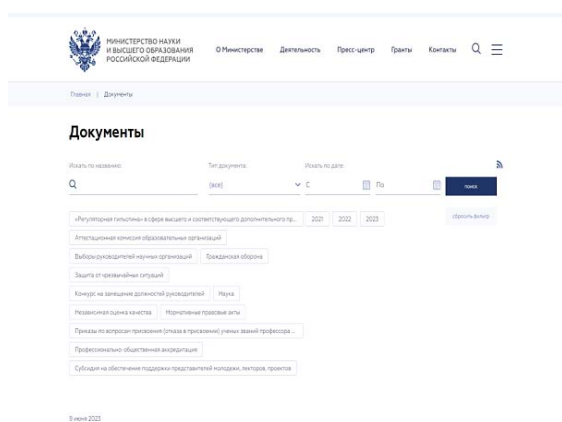 МИНИСТЕРСТВО НАУКИ
И ВЫСШЕГО ОБРАЗОВАНИЯ
РОССИЙСКОЙ ФЕДЕРАЦИИ
О Министерстве Деятельность Пресс-центр Гранты Контакты
Главная | Документы
Документы
Искать по названию: Тип документа: Искать по дате:
(все) С По ПОИСК
«Регуляторная гильотина» в сфере высшего и соответствующего дополнительного пр... 2021 2022 2023 сбросить фильтр
Аттестационная комиссия образовательных организаций
Выборы руководителей научных организаций Гражданская оборона
Защита от чрезвычайных ситуаций
Конкурс на замещение должностей руководителей Наука
Независимая оценка качества Нормативные правовые акты
Приказы по вопросам присвоения (отказа в присвоении) ученых званий профессора ...
Профессионально-общественная аккредитация
Субсидия на обеспечение поддержки представителей молодежи, лекторов, проектов
9 июня 2023